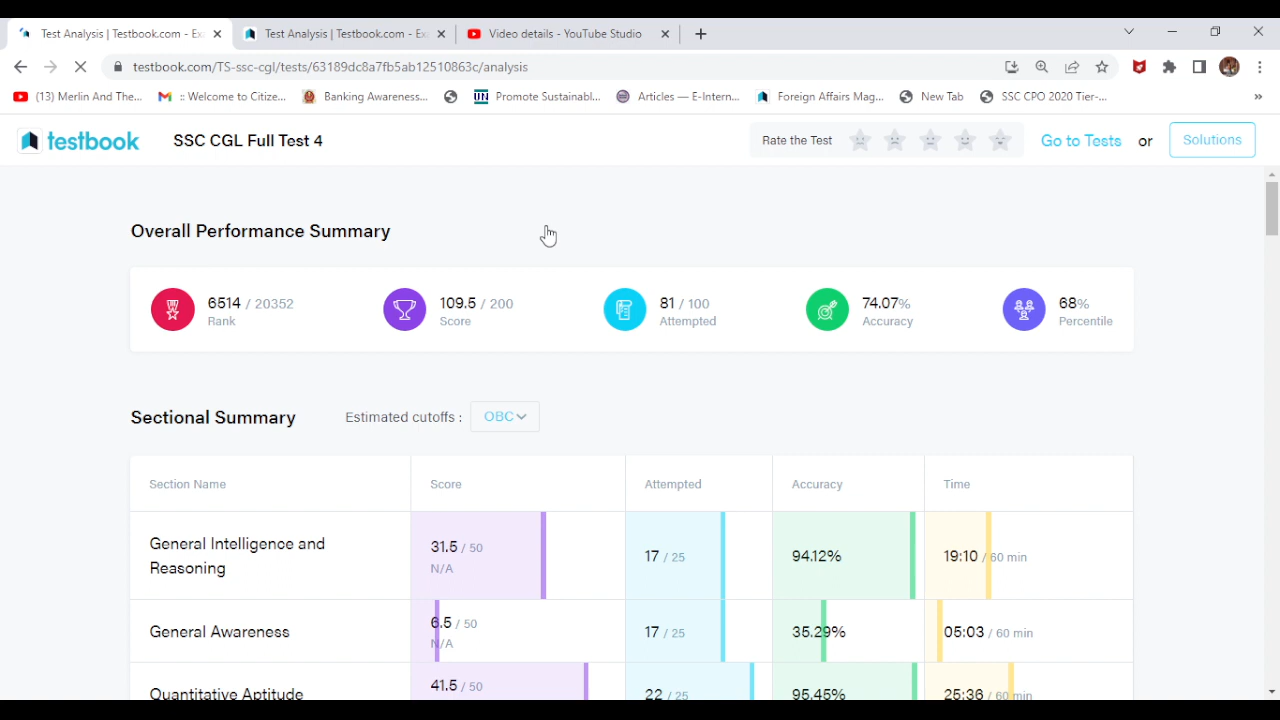 Test Analysis | Testbook.com - Ex
Test Analysis | Testbook.com - Ex
Video details - YouTube Studio
testbook.com/TS-ssc-cgl/tests/63189dc8a7fb5ab12510863c/analysis
(13) Merlin And The...
:: Welcome to Citize...
Banking Awareness...
UN Promote Sustainabl...
Articles — E-Intern...
Foreign Affairs Mag...
New Tab
SSC CPO 2020 Tier-...
testbook
SSC CGL Full Test 4
Rate the Test
Go to Tests or Solutions
Overall Performance Summary
6514 / 20352
Rank
109.5 / 200
Score
81 / 100
Attempted
74.07%
Accuracy
68%
Percentile
Sectional Summary
Estimated cutoffs : OBC
Section Name Score Attempted Accuracy Time
General Intelligence and
Reasoning
31.5 / 50
N/A
17 / 25
94.12%
19:10 / 60 min
General Awareness
6.5 / 50
N/A
17 / 25
35.29%
05:03 / 60 min
Quantitative Aptitude
41.5 / 50
22 / 25
95.45%
25:36 / 60 min